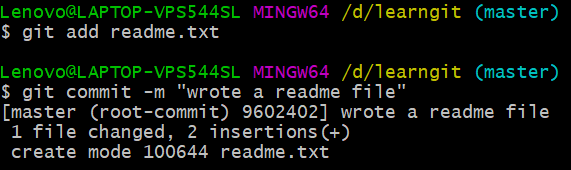 Lenovo@LAPTOP-VPS544SL MINGW64 /d/learngit (master)
$ git add readme.txt
Lenovo@LAPTOP-VPS544SL MINGW64 /d/learngit (master)
$ git commit -m "wrote a readme file"
[master (root-commit) 9602402] wrote a readme file
 1 file changed, 2 insertions(+)
 create mode 100644 readme.txt